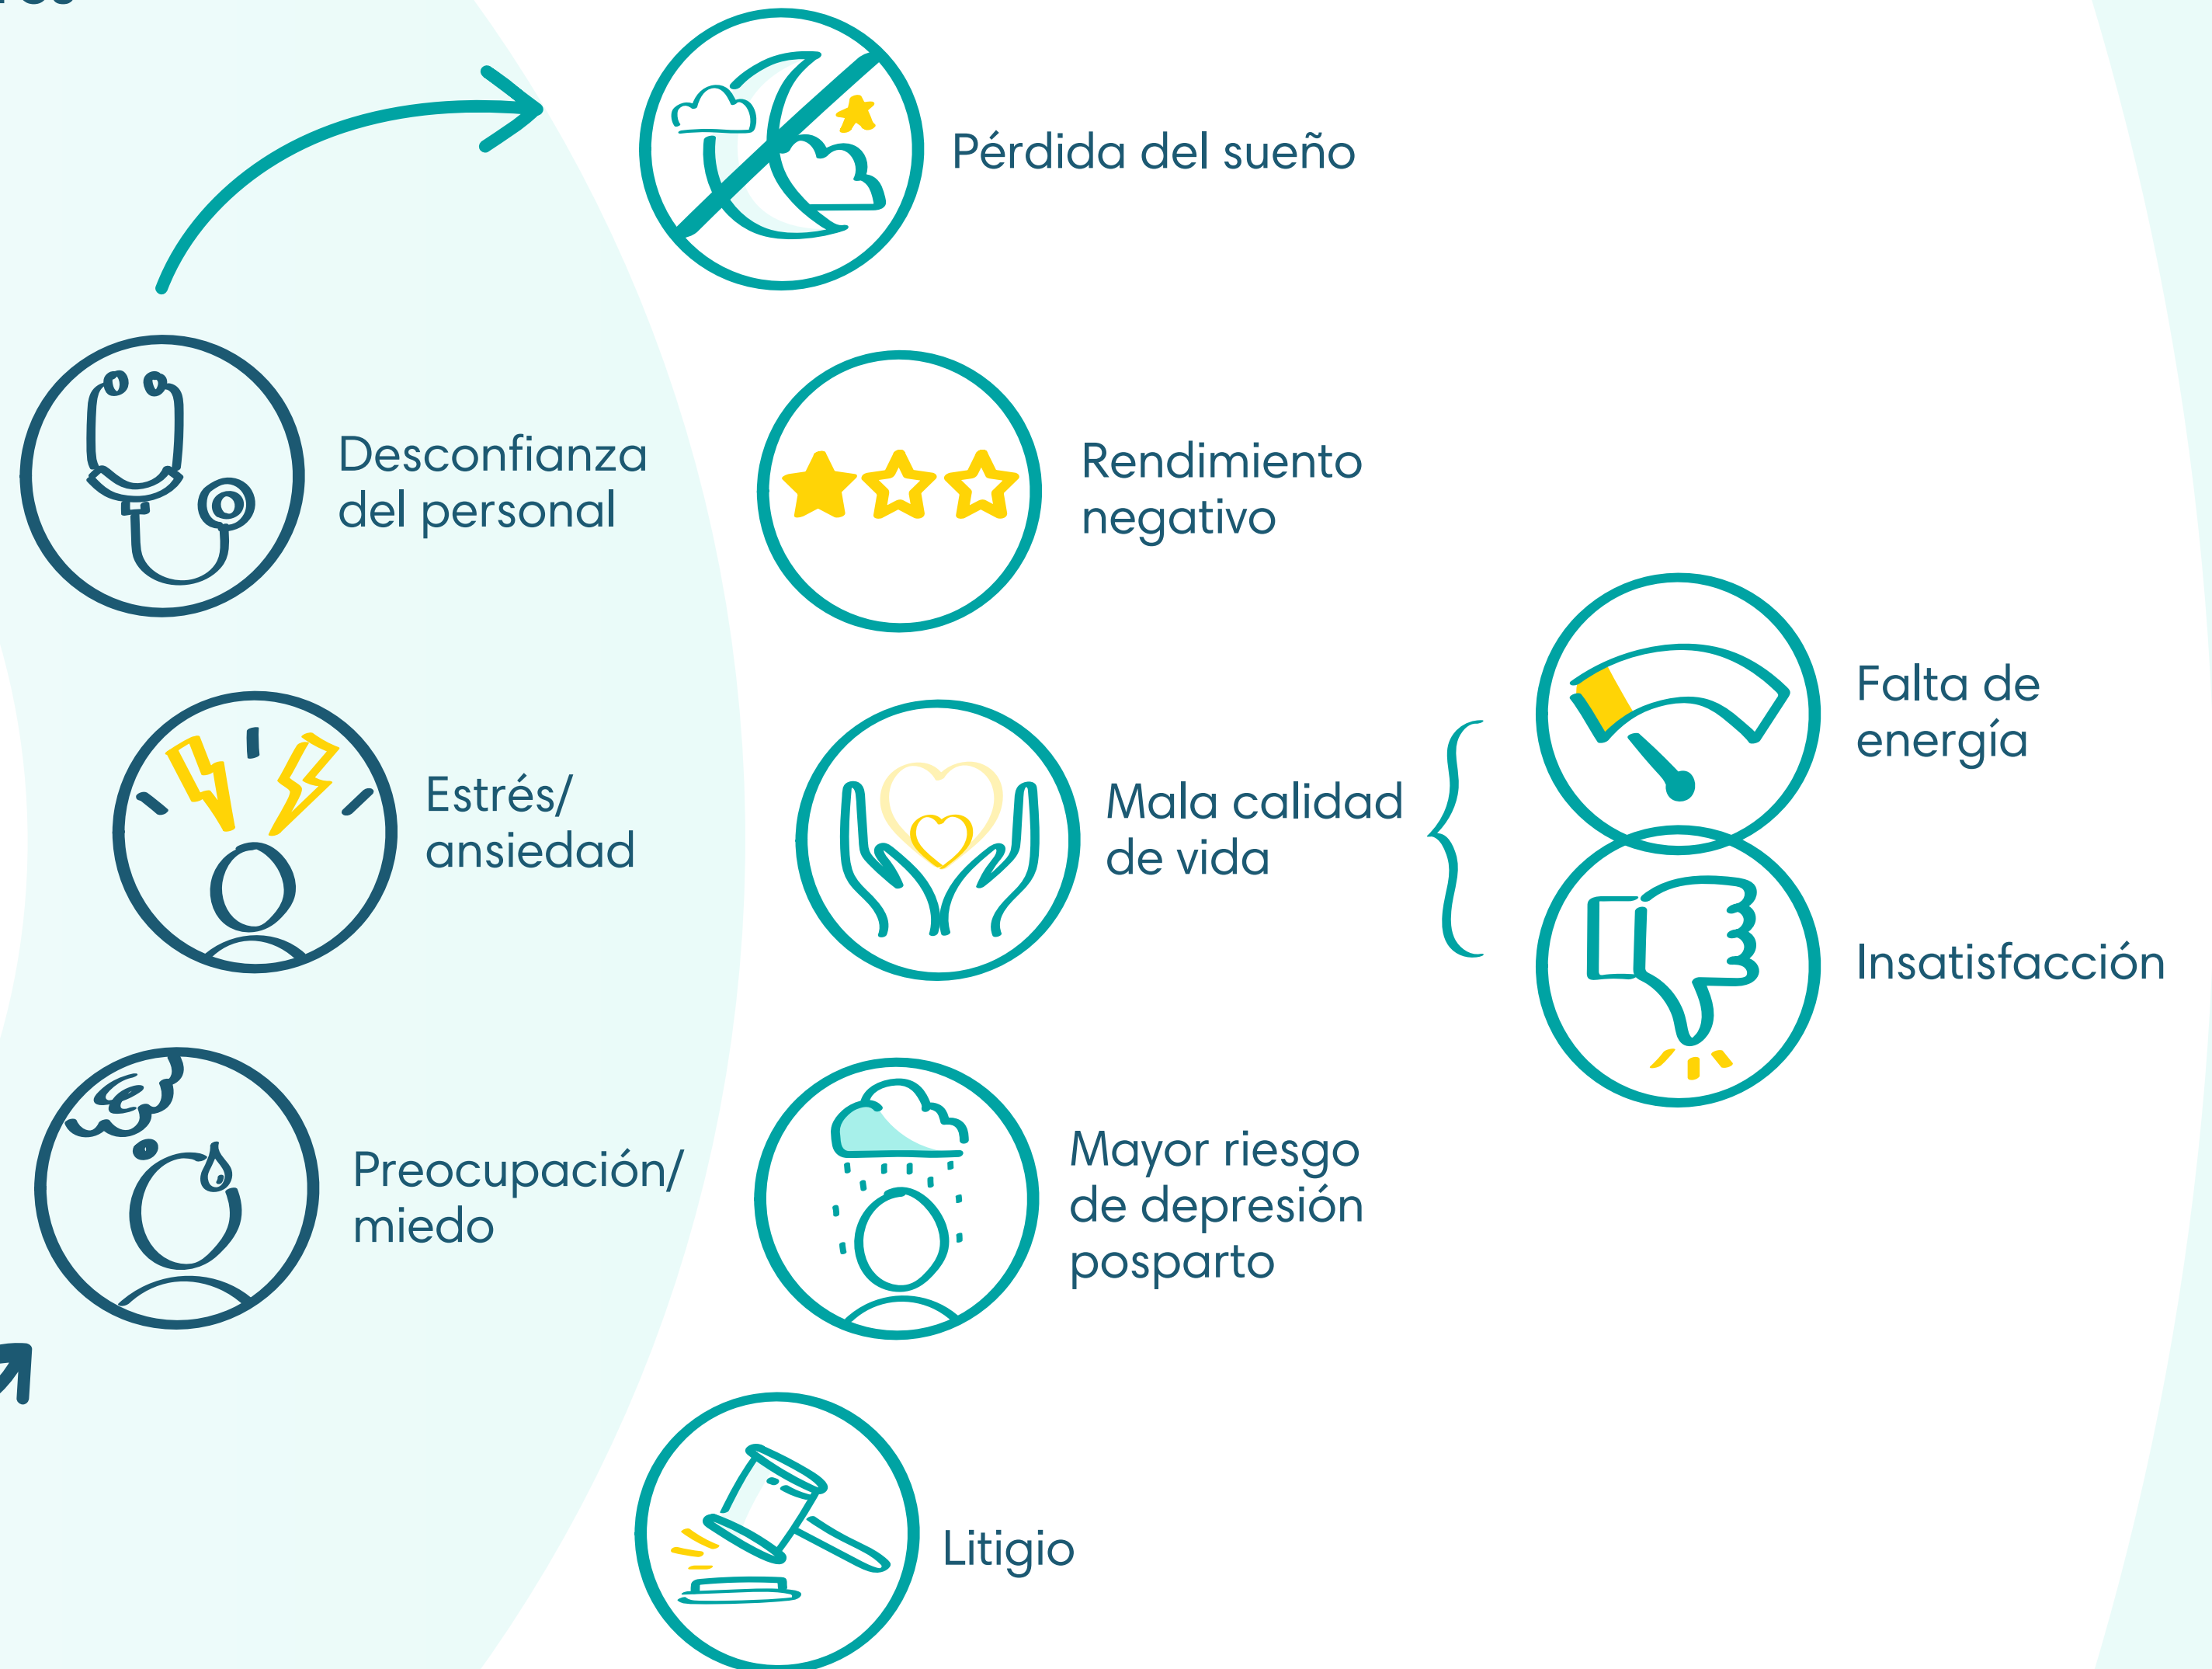 Desconfianza
del personal
Estrés/
ansiedad
Preocupación/
miedo
Pérdida del sueño
Rendimiento
negativo
Mala calidad
de vida
Mayor riesgo
de depresión
posparto
Litigio
Falta de
energía
Insatisfacción